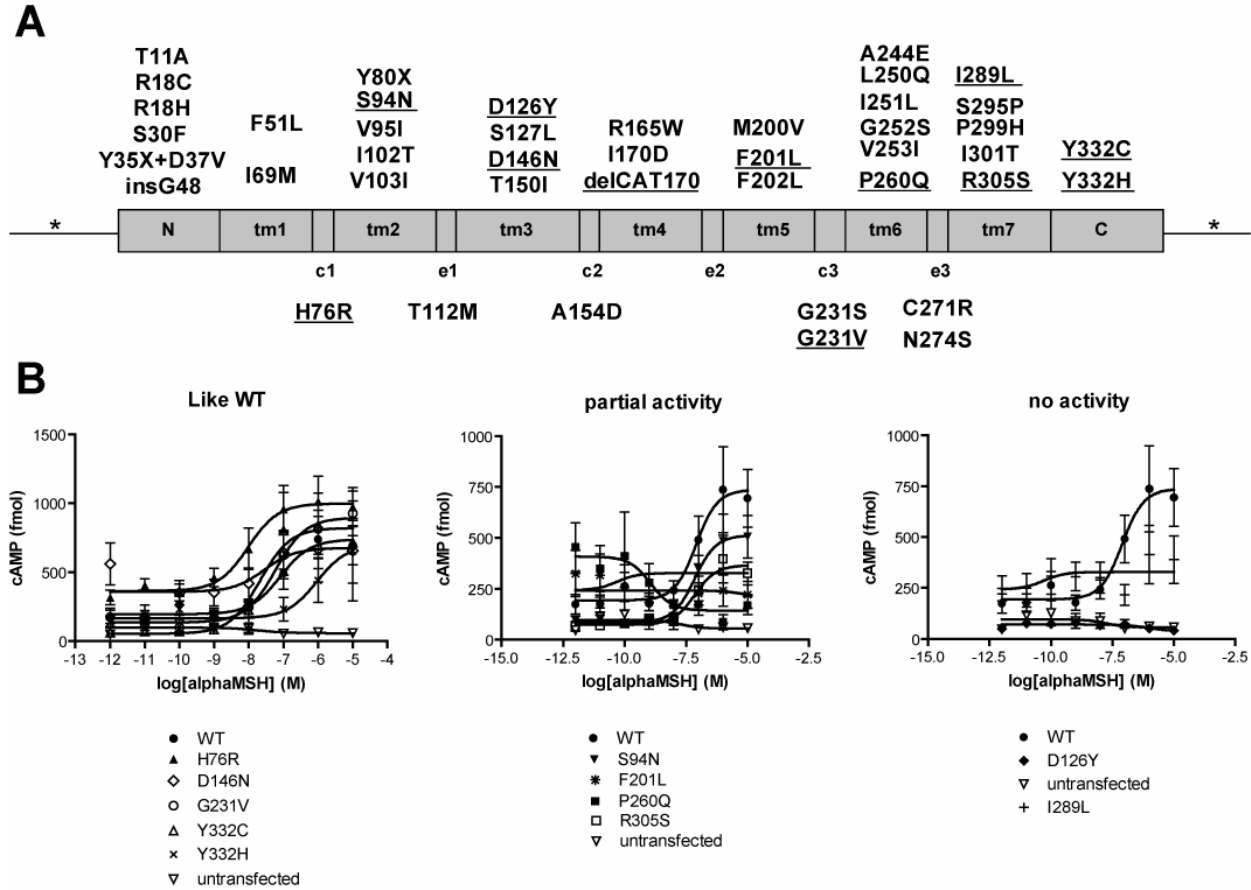 A
T11A
R18C
R18H
S30F
Y35X+D37V
insG48
F51L
I69M
Y80X
S94N
V95I
I102T
V103I
D126Y
S127L
D146N
T150I
R165W
I170D
delCAT170
M200V
F201L
F202L
A244E
L250Q
I251L
G252S
V253I
P260Q
I289L
S295P
P299H
I301T
R305S
Y332C
Y332H
* N tm1 tm2 tm3 tm4 tm5 tm6 tm7 C *
c1 e1 c2 e2 c3 e3
H76R
T112M
A154D
G231S
G231V
C271R
N274S
B
Like WT
cAMP (fmol)
1500
1000
500
0
-13 -12 -11 -10 -9 -8 -7 -6 -5 -4
log[alphaMSH] (M)
WT
H76R
D146N
G231V
Y332C
Y332H
untransfected
partial activity
cAMP (fmol)
1000
750
500
250
0
-15.0 -12.5 -10.0 -7.5 -5.0 -2.5
log[alphaMSH] (M)
WT
S94N
F201L
P260Q
R305S
untransfected
no activity
cAMP (fmol)
1000
750
500
250
0
-15.0 -12.5 -10.0 -7.5 -5.0 -2.5
log[alphaMSH] (M)
WT
D126Y
untransfected
I289L